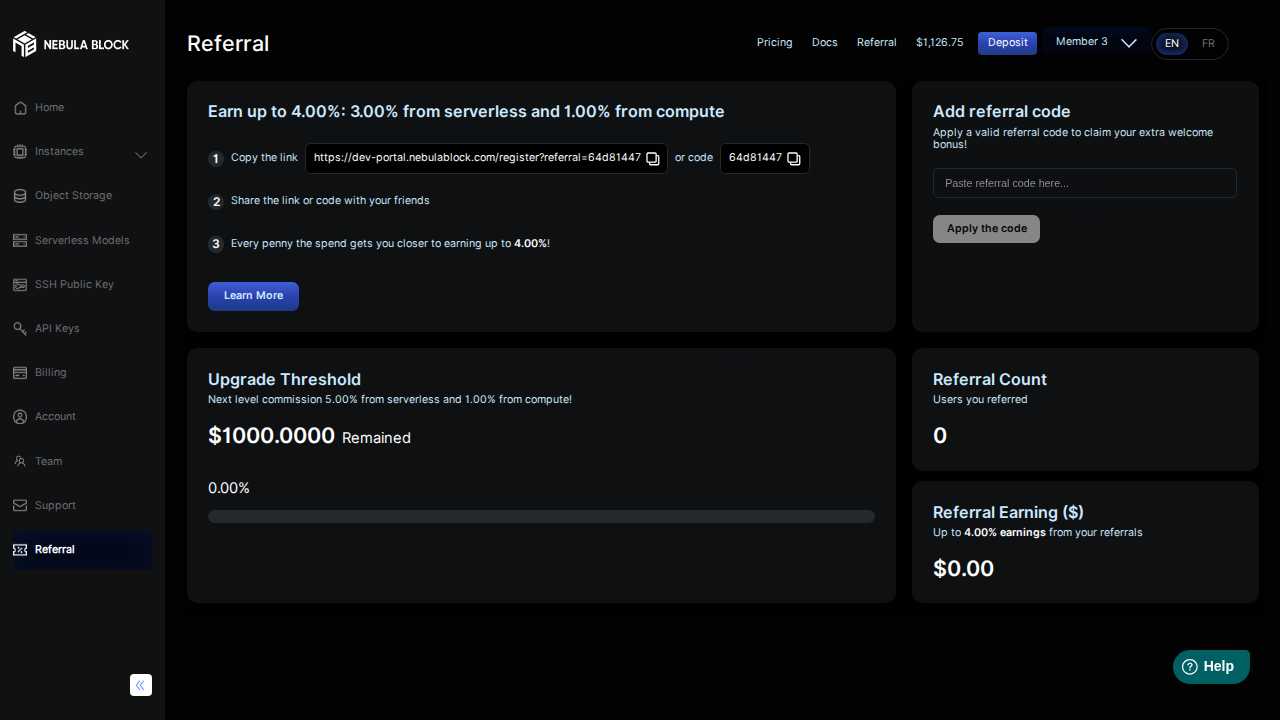 NEBULA BLOCK
Home
Instances
Object Storage
Serverless Models
SSH Public Key
API Keys
Billing
Account
Team
Support
Referral
Referral
Pricing
Docs
Referral
$1,126.75
Deposit
Member 3
EN
FR
Earn up to 4.00%: 3.00% from serverless and 1.00% from compute
1 Copy the link https://dev-portal.nebulablock.com/register?referral=64d81447 or code 64d81447
2 Share the link or code with your friends
3 Every penny the spend gets you closer to earning up to 4.00%!
Learn More
Add referral code
Apply a valid referral code to claim your extra welcome
bonus!
Paste referral code here...
Apply the code
Upgrade Threshold
Next level commission 5.00% from serverless and 1.00% from compute!
$1000.0000 Remained
0.00%
Referral Count
Users you referred
0
Referral Earning ($)
Up to 4.00% earnings from your referrals
$0.00
Help